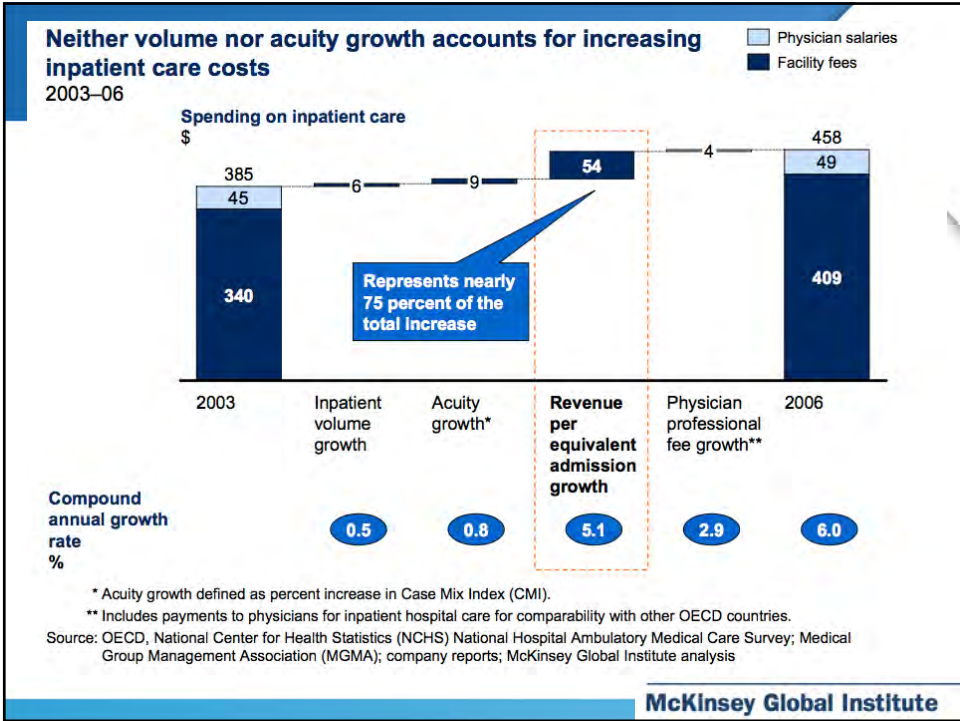 Neither volume nor acuity growth accounts for increasing
inpatient care costs
2003–06
Physician salaries
Facility fees
Spending on inpatient care
$
385
45
340
6
9
54
4
458
49
409
Represents nearly
75 percent of the
total increase
2003
Inpatient
volume
growth
Acuity
growth*
Revenue
per
equivalent
admission
growth
Physician
professional
fee growth**
2006
Compound
annual growth
rate
%
0.5
0.8
5.1
2.9
6.0
* Acuity growth defined as percent increase in Case Mix Index (CMI).
** Includes payments to physicians for inpatient hospital care for comparability with other OECD countries.
Source: OECD, National Center for Health Statistics (NCHS) National Hospital Ambulatory Medical Care Survey; Medical
Group Management Association (MGMA); company reports; McKinsey Global Institute analysis
McKinsey Global Institute